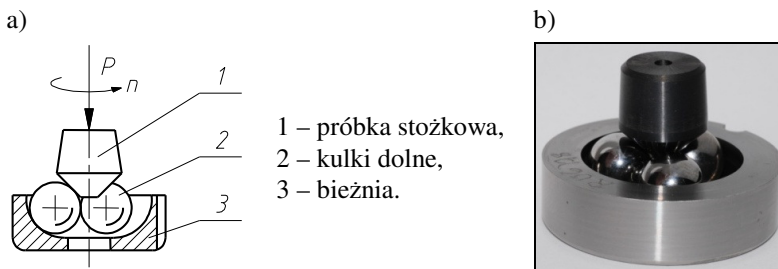 a)
b)
P
n
1
2
3
1 – próbka stożkowa,
2 – kulki dolne,
3 – bieżnia.